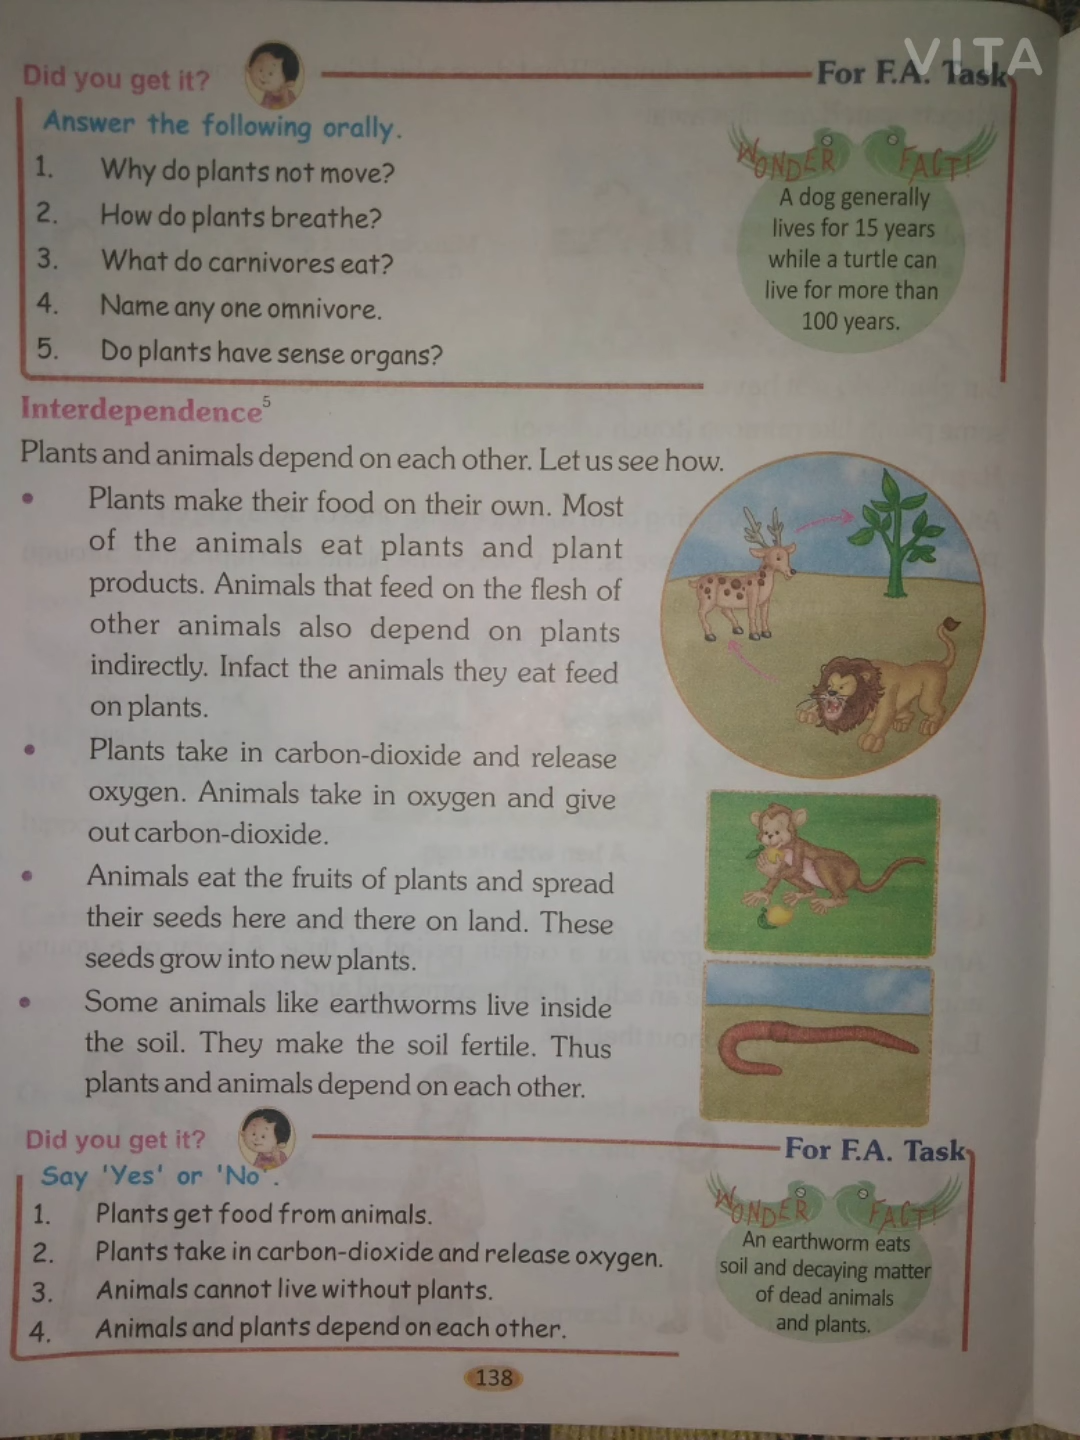 VITA
Did you get it?
For F.A. Task
Answer the following orally.
1. Why do plants not move?
2. How do plants breathe?
3. What do carnivores eat?
4. Name any one omnivore.
5. Do plants have sense organs?
WONDER FACT!
A dog generally
lives for 15 years
while a turtle can
live for more than
100 years.
Interdependence⁵
Plants and animals depend on each other. Let us see how.
• Plants make their food on their own. Most
of the animals eat plants and plant
products. Animals that feed on the flesh of
other animals also depend on plants
indirectly. Infact the animals they eat feed
on plants.
• Plants take in carbon-dioxide and release
oxygen. Animals take in oxygen and give
out carbon-dioxide.
• Animals eat the fruits of plants and spread
their seeds here and there on land. These
seeds grow into new plants.
• Some animals like earthworms live inside
the soil. They make the soil fertile. Thus
plants and animals depend on each other.
Did you get it?
For F.A. Task
Say 'Yes' or 'No'.
1. Plants get food from animals.
2. Plants take in carbon-dioxide and release oxygen.
3. Animals cannot live without plants.
4. Animals and plants depend on each other.
WONDER FACT!
An earthworm eats
soil and decaying matter
of dead animals
and plants.
138